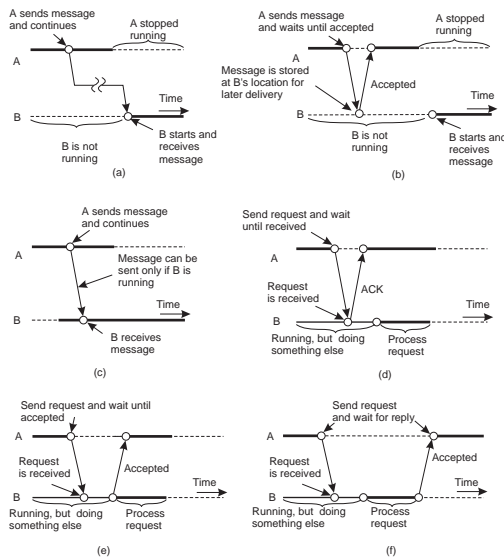 A sends message
and continues
A stopped
running
A
Time
B
B is not
running
B starts and
receives
message
(a)
A sends message
and waits until accepted
A stopped
running
A
Message is stored
at B's location for
later delivery
Accepted
Time
B
B is not
running
B starts and
receives
message
(b)
A sends message
and continues
A
Message can be
sent only if B is
running
Time
B
B receives
message
(c)
Send request and wait
until received
A
Request
is received
ACK
Time
B
Running, but doing
something else
Process
request
(d)
Send request and wait until
accepted
A
Request
is received
Accepted
Time
B
Running, but doing
something else
Process
request
(e)
Send request
and wait for reply
A
Request
is received
Accepted
Time
B
Running, but doing
something else
Process
request
(f)